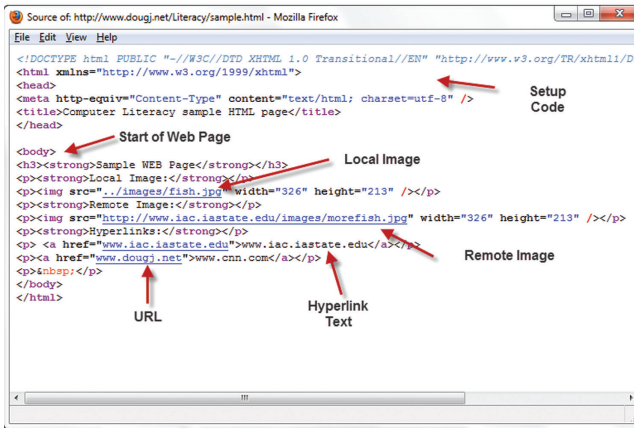 Source of: http://www.dougj.net/Literacy/sample.html - Mozilla Firefox
File Edit View Help
<!DOCTYPE html PUBLIC "-//W3C//DTD XHTML 1.0 Transitional//EN" "http://www.w3.org/TR/xhtml1/D
<html xmlns="http://www.w3.org/1999/xhtml">
<head>
<meta http-equiv="Content-Type" content="text/html; charset=utf-8" />
<title>Computer Literacy sample HTML page</title>
</head>
Setup
Code
Start of Web Page
<body>
<h3><strong>Sample WEB Page</strong></h3>
Local Image
<p><strong>Local Image:</strong></p>
<p><img src="../images/fish.jpg" width="326" height="213" /></p>
<p><strong>Remote Image:</strong></p>
<p><img src="http://www.iac.iastate.edu/images/morefish.jpg" width="326" height="213" /></p>
<p><strong>Hyperlinks:</strong></p>
<p> <a href="www.iac.iastate.edu">www.iac.iastate.edu</a></p>
Remote Image
<p><a href="www.dougj.net">www.cnn.com</a></p>
<p>&nbsp;</p>
</body>
</html>
URL
Hyperlink
Text